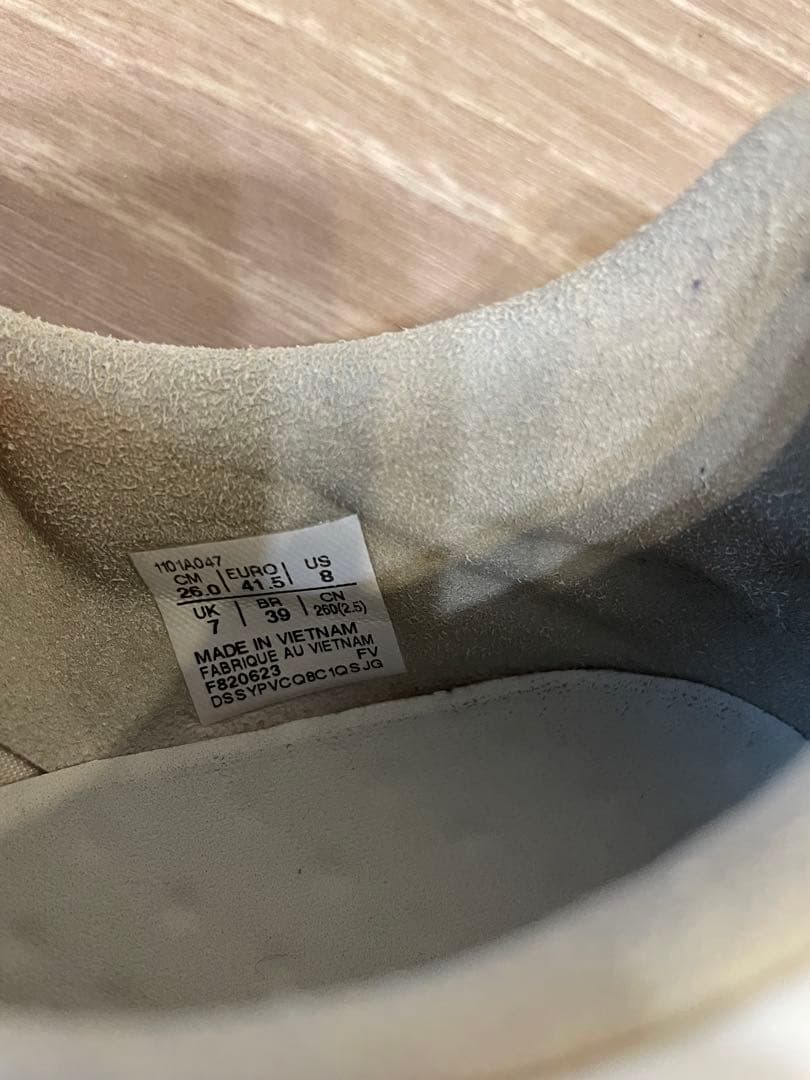 1101A047
CM | EURO | US
26.0 | 41.5 | 8
UK | BR | CN
7 | 39 | 260(2.5)
MADE IN VIETNAM
FABRIQUE AU VIETNAM
F820623 FV
DSSYPVCQ8C1QSJG